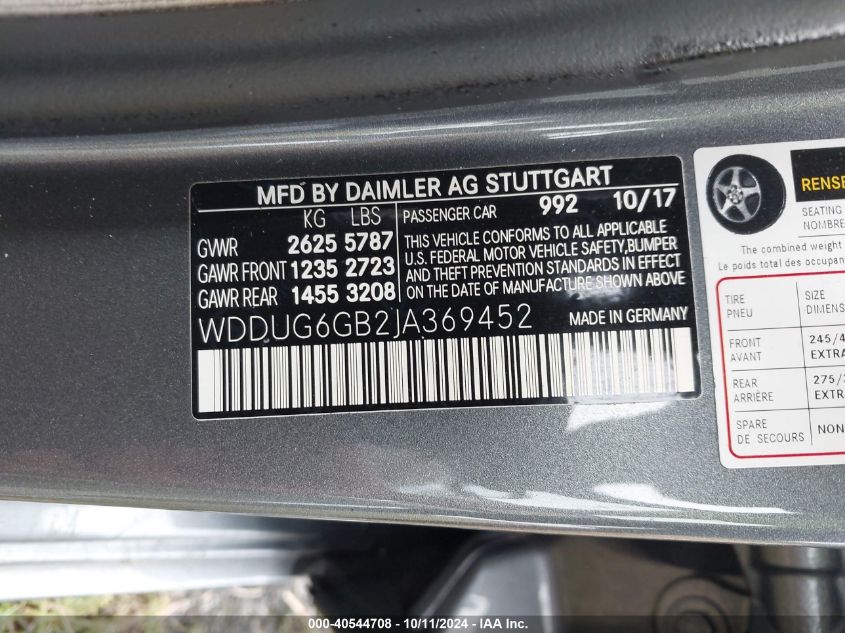 MFD BY DAIMLER AG STUTTGART
KG LBS
GVWR 2625 5787
GAWR FRONT 1235 2723
GAWR REAR 1455 3208
PASSENGER CAR 992 10/17
THIS VEHICLE CONFORMS TO ALL APPLICABLE
U.S. FEDERAL MOTOR VEHICLE SAFETY,BUMPER
AND THEFT PREVENTION STANDARDS IN EFFECT
ON THE DATE OF MANUFACTURE SHOWN ABOVE
WDDUG6GB2JA369452 MADE IN GERMANY
RENSE
SEATING
NOMBRE
The combined weight
Le poids total des occupan
TIRE
PNEU
SIZE
DIMENS
FRONT
AVANT
245/4
EXTRA
REAR
ARRIÈRE
275/3
EXTR
SPARE
DE SECOURS
NON
000-40544708 - 10/11/2024 - IAA Inc.